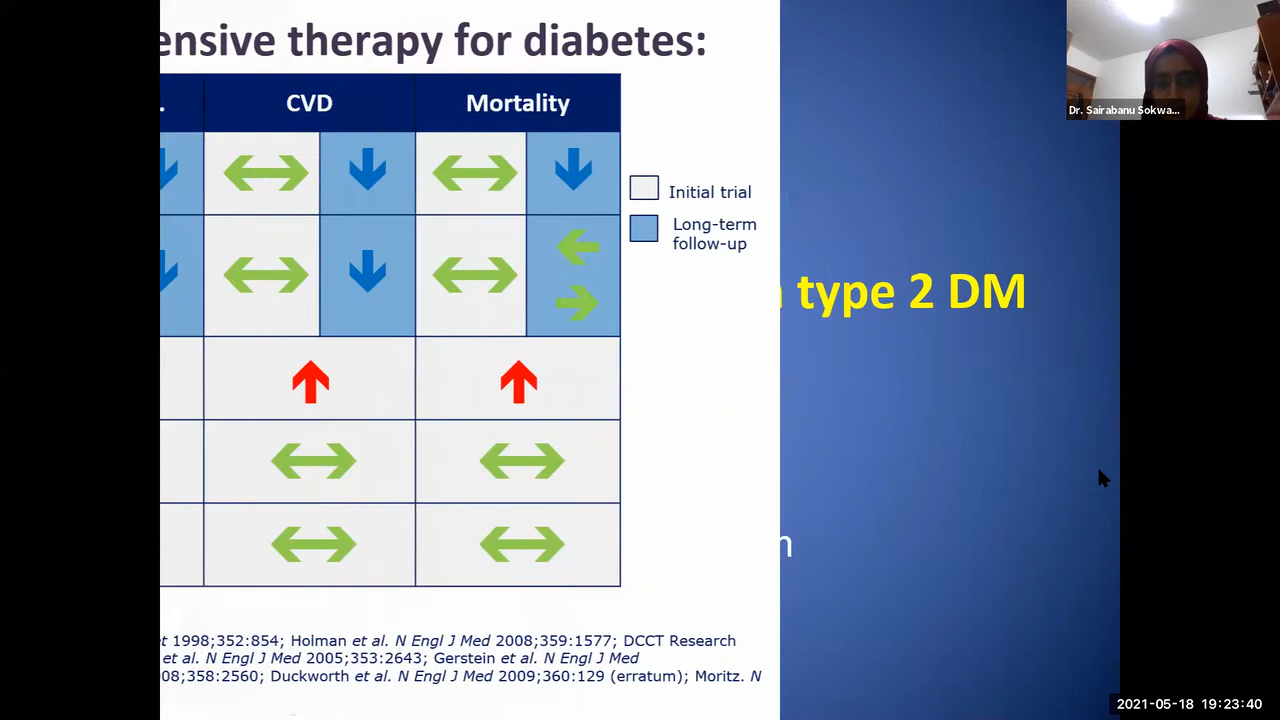 ensive therapy for diabetes:
. CVD Mortality
Initial trial
Long-term
follow-up
type 2 DM
t 1998;352:854; Holman et al. N Engl J Med 2008;359:1577; DCCT Research
et al. N Engl J Med 2005;353:2643; Gerstein et al. N Engl J Med
08;358:2560; Duckworth et al. N Engl J Med 2009;360:129 (erratum); Moritz. N
Dr. Sairabanu Sokwa...
2021-05-18 19:23:40